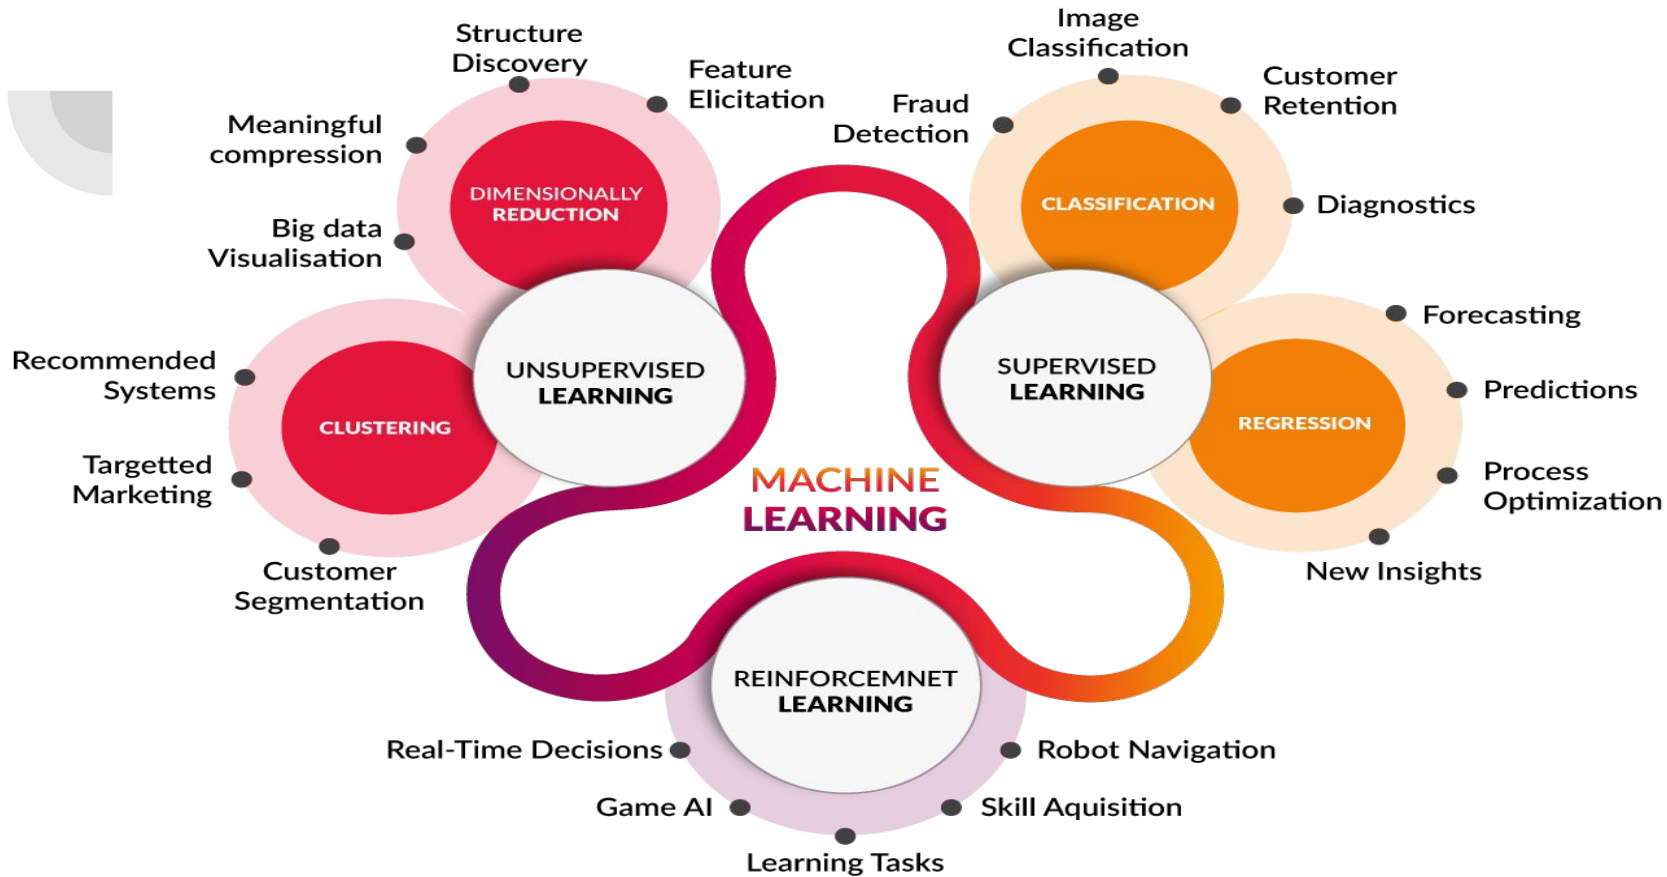 Structure
Discovery
Feature
Elicitation
Meaningful
compression
Big data
Visualisation
DIMENSIONALLY
REDUCTION
Recommended
Systems
Targetted
Marketing
Customer
Segmentation
CLUSTERING
UNSUPERVISED
LEARNING
Image
Classification
Fraud
Detection
Customer
Retention
Diagnostics
CLASSIFICATION
SUPERVISED
LEARNING
Forecasting
Predictions
Process
Optimization
New Insights
REGRESSION
MACHINE
LEARNING
REINFORCEMNET
LEARNING
Real-Time Decisions
Game AI
Learning Tasks
Skill Aquisition
Robot Navigation